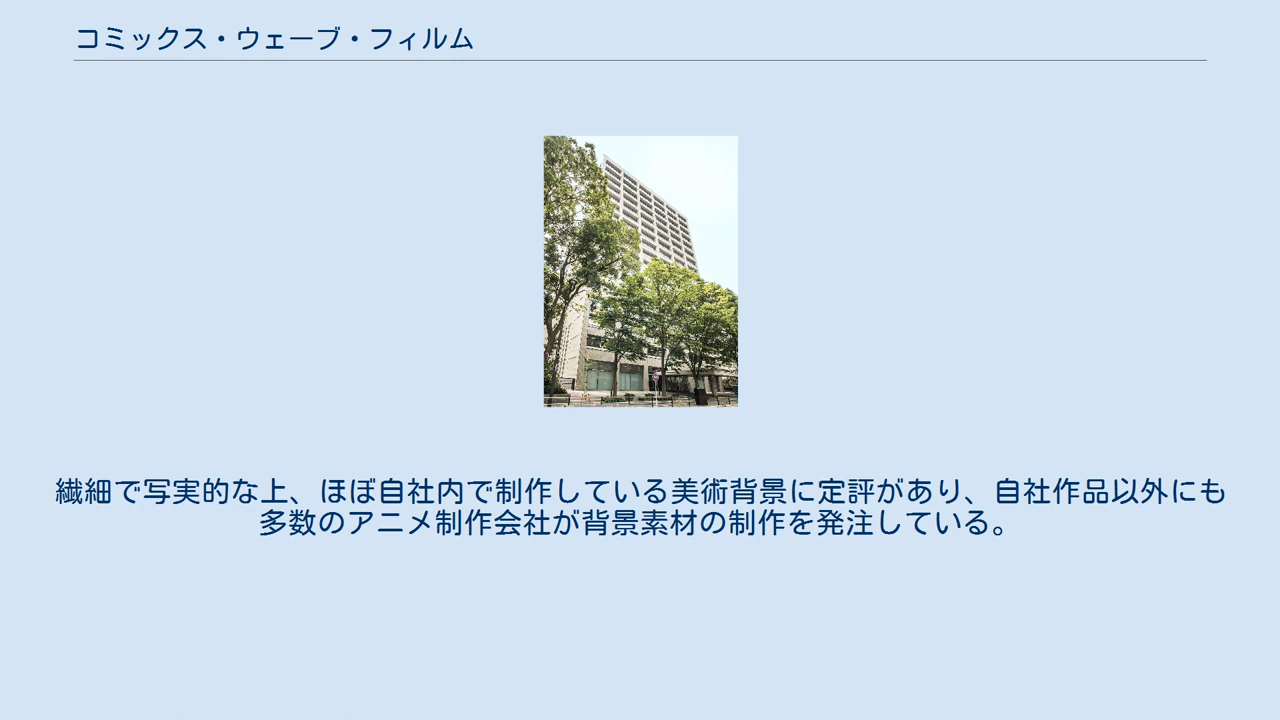 コミックス・ウェーブ・フィルム
繊細で写実的な上、ほぼ自社内で制作している美術背景に定評があり、自社作品以外にも
多数のアニメ制作会社が背景素材の制作を発注している。